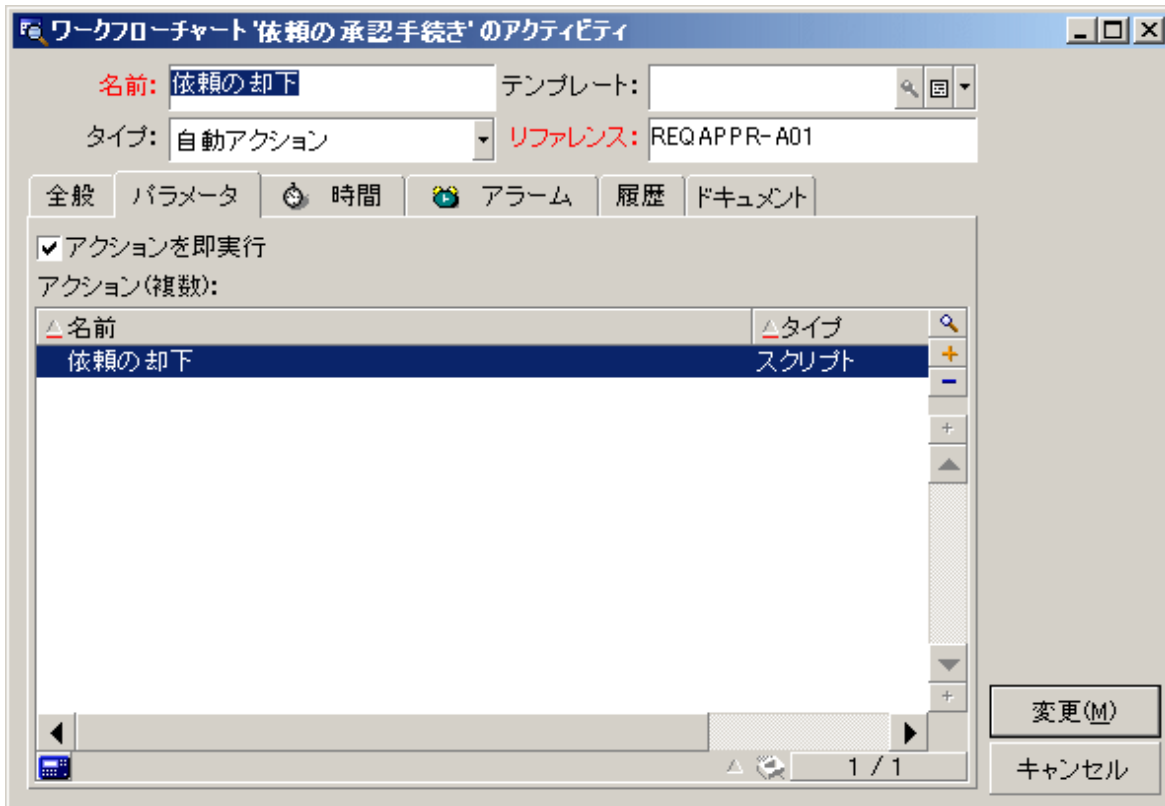 ワークフローチャート'依頼の承認手続き'のアクティビティ
名前: 依頼の却下 テンプレート:
タイプ: 自動アクション リファレンス: REQAPPR-A01
全般 パラメータ 時間 アラーム 履歴 ドキュメント
アクションを即実行
アクション(複数):
名前 タイプ
依頼の却下 スクリプト
1 / 1
変更(M)
キャンセル